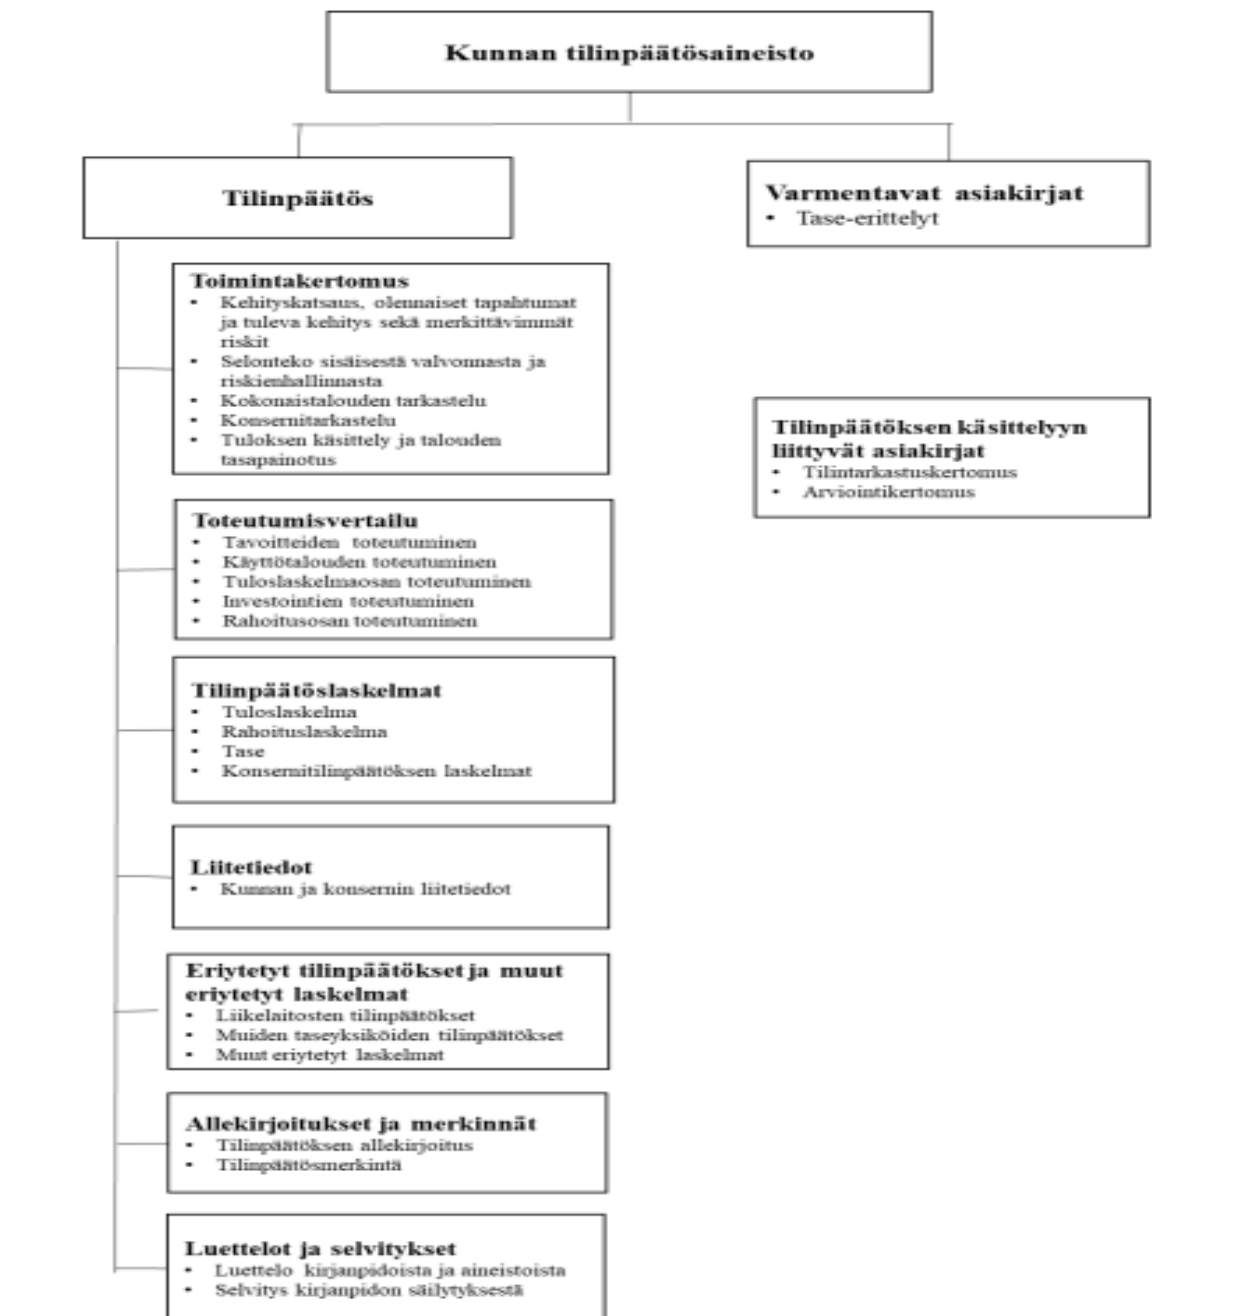 Kunnan tilinpäätösaineisto
Tilinpäätös
Varmentavat asiakirjat
• Tase-erittelyt
Toimintakertomus
• Kehityskatsaus, olennaiset tapahtumat
ja tuleva kehitys sekä merkittävimmät
riskit
• Selonteko sisäisestä valvonnasta ja
riskienhallinnasta
• Kokonaistalouden tarkastelu
• Konsernitarkastelu
• Tuloksen käsittely ja talouden
tasapainotus
Tilinpäätöksen käsittelyyn
liittyvät asiakirjat
• Tilintarkastuskertomus
• Arviointikertomus
Toteutumisvertailu
• Tavoitteiden toteutuminen
• Käyttötalouden toteutuminen
• Tuloslaskelmaosan toteutuminen
• Investointien toteutuminen
• Rahoitusosan toteutuminen
Tilinpäätöslaskelmat
• Tuloslaskelma
• Rahoituslaskelma
• Tase
• Konsernitilinpäätöksen laskelmat
Liitetiedot
• Kunnan ja konsernin liitetiedot
Eriytetyt tilinpäätökset ja muut
eriytetyt laskelmat
• Liikelaitosten tilinpäätökset
• Muiden taseyksiköiden tilinpäätökset
• Muut eriytetyt laskelmat
Allekirjoitukset ja merkinnät
• Tilinpäätöksen allekirjoitus
• Tilinpäätösmerkintä
Luettelot ja selvitykset
• Luettelo kirjanpidoista ja aineistoista
• Selvitys kirjanpidon säilytyksestä